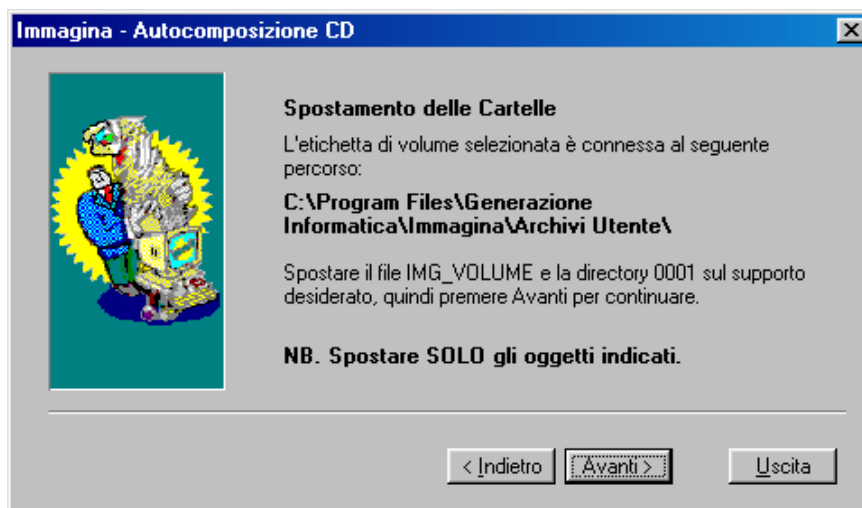 Immagina - Autocomposizione CD
Spostamento delle Cartelle
L'etichetta di volume selezionata è connessa al seguente
percorso:
C:\Program Files\Generazione
Informatica\Immagina\Archivi Utente\
Spostare il file IMG_VOLUME e la directory 0001 sul supporto
desiderato, quindi premere Avanti per continuare.
NB. Spostare SOLO gli oggetti indicati.
< Indietro
Avanti >
Uscita